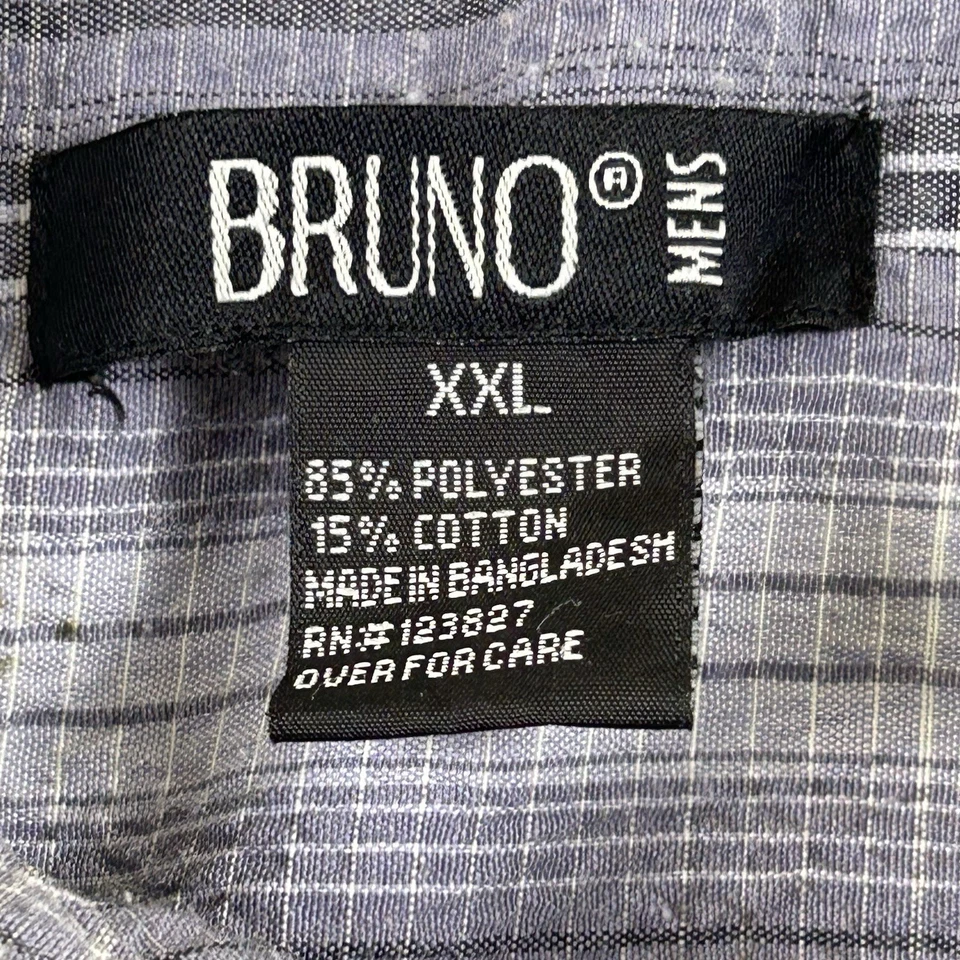 BRUNO® MENS
XXL
85% POLYESTER
15% COTTON
MADE IN BANGLADESH
RN# 123827
OVER FOR CARE